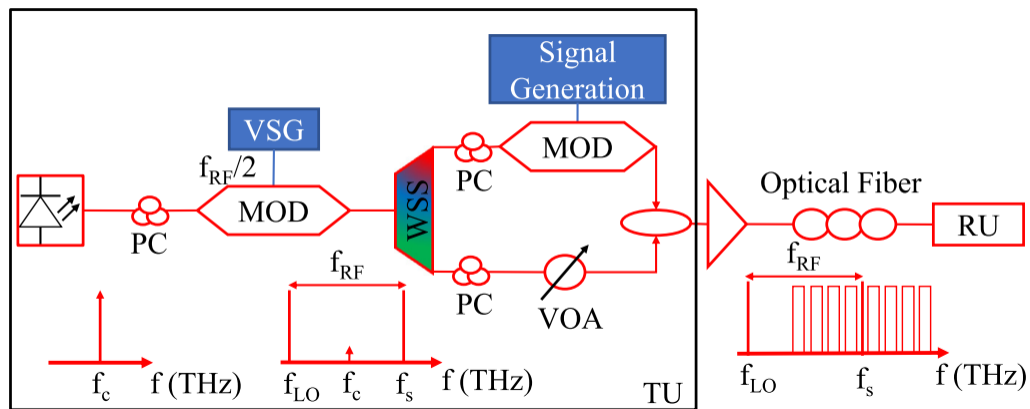 Signal
Generation
VSG
f_RF/2
MOD
PC
WSS
PC
MOD
PC
VOA
Optical Fiber
RU
f_RF
f_c
f (THz)
f_RF
f_LO
f_c
f_s
f (THz)
TU
f_LO
f_s
f (THz)